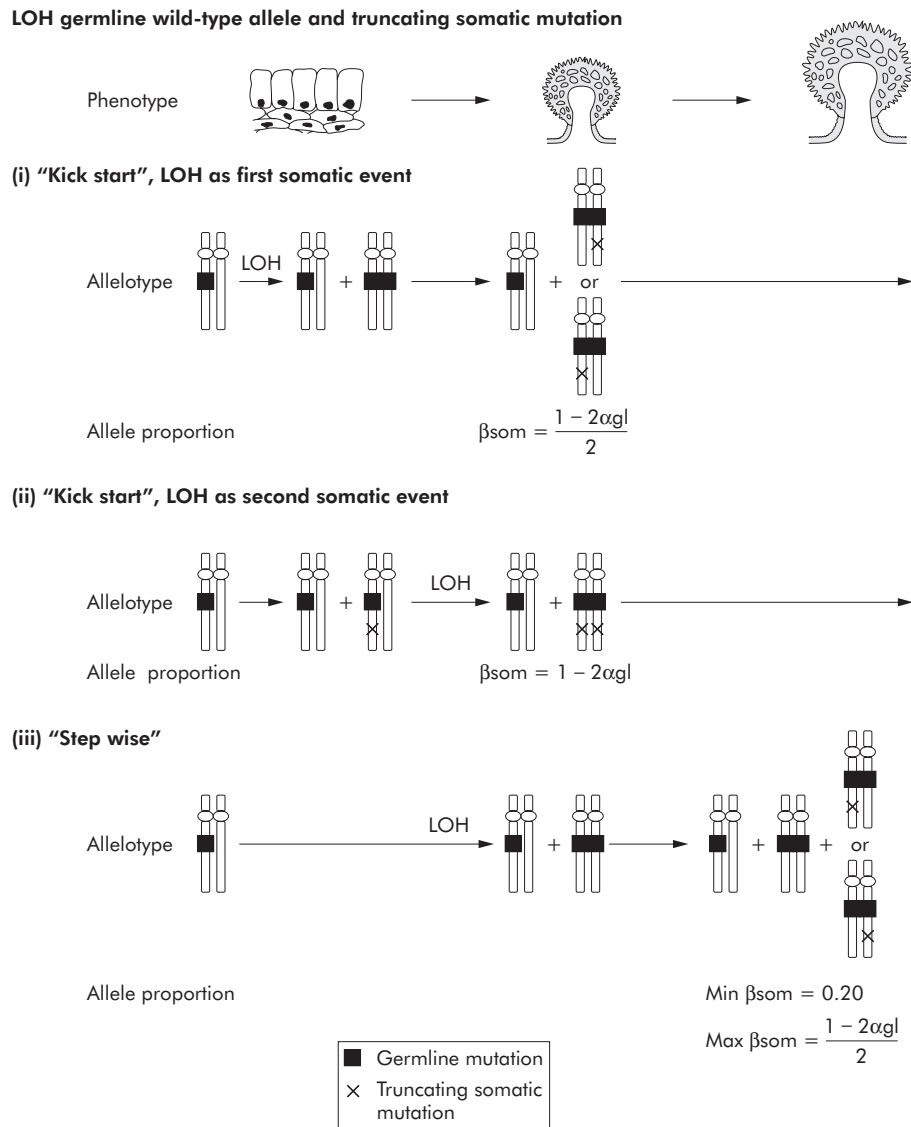 LOH germline wild-type allele and truncating somatic mutation
Phenotype
(i) “Kick start”, LOH as first somatic event
Allelotype
LOH
+
+
or
Allele proportion
βsom = 1 − 2αgl / 2
(ii) “Kick start”, LOH as second somatic event
Allelotype
+
LOH
+
Allele proportion
βsom = 1 − 2αgl
(iii) “Step wise”
Allelotype
LOH
+
+
+
or
Allele proportion
Min βsom = 0.20
Max βsom = 1 − 2αgl / 2
Germline mutation
× Truncating somatic
mutation